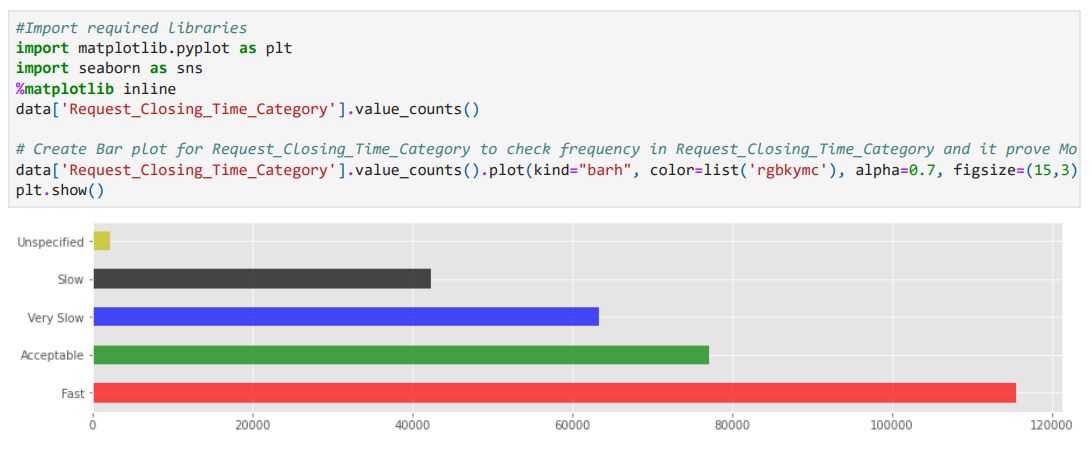 #Import required libraries
import matplotlib.pyplot as plt
import seaborn as sns
%matplotlib inline
data['Request_Closing_Time_Category'].value_counts()
# Create Bar plot for Request_Closing_Time_Category to check frequency in Request_Closing_Time_Category and it prove Mo
data['Request_Closing_Time_Category'].value_counts().plot(kind="barh", color=list('rgbkymc'), alpha=0.7, figsize=(15,3)
plt.show()
Unspecified
Slow
Very Slow
Acceptable
Fast
0 20000 40000 60000 80000 100000 120000